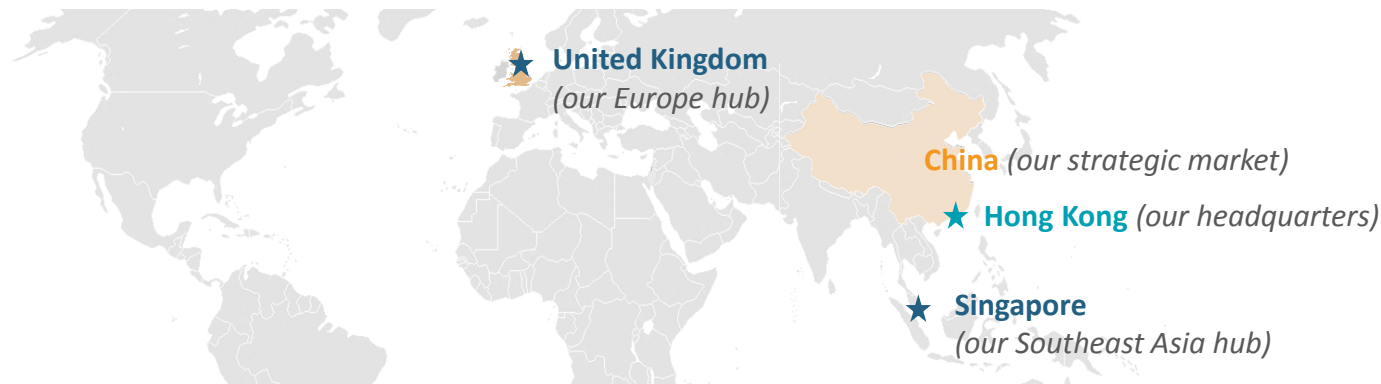 United Kingdom
(our Europe hub)
China (our strategic market)
Hong Kong (our headquarters)
Singapore
(our Southeast Asia hub)